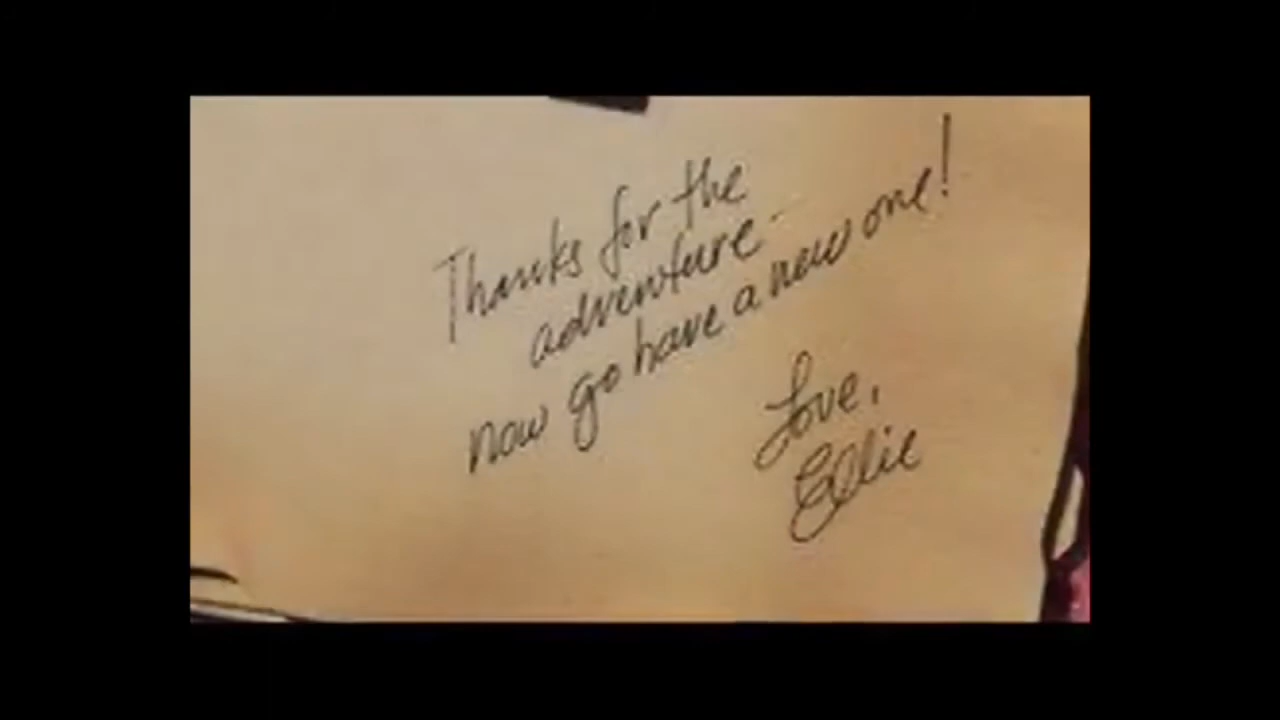 Thanks for the
adventure-
now go have a new one!
Love,
Ellie